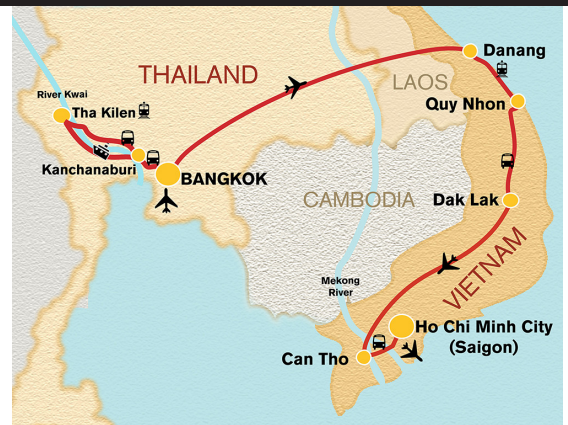 Danang
THAILAND
LAOS
River Kwai
Quy Nhon
Tha Kilen
Kanchanaburi
BANGKOK
CAMBODIA
Dak Lak
VIETNAM
Mekong
River
Ho Chi Minh City
(Saigon)
Can Tho